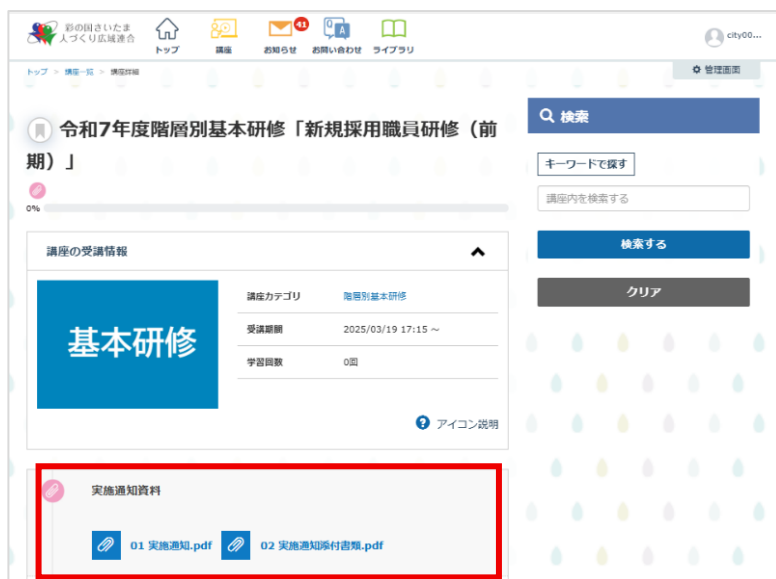 彩の国さいたま
人づくり広域連合
トップ
講座
41
お知らせ
Q A
お問い合わせ
ライブラリ
city00...
トップ > 講座一覧 > 講座詳細
管理画面
令和7年度階層別基本研修「新規採用職員研修(前
期)」
0%
講座の受講情報
基本研修
講座カテゴリ 階層別基本研修
受講期間 2025/03/19 17:15 ~
学習回数 0回
? アイコン説明
実施通知資料
01 実施通知.pdf 02 実施通知添付書類.pdf
検索
キーワードで探す
講座内を検索する
検索する
クリア